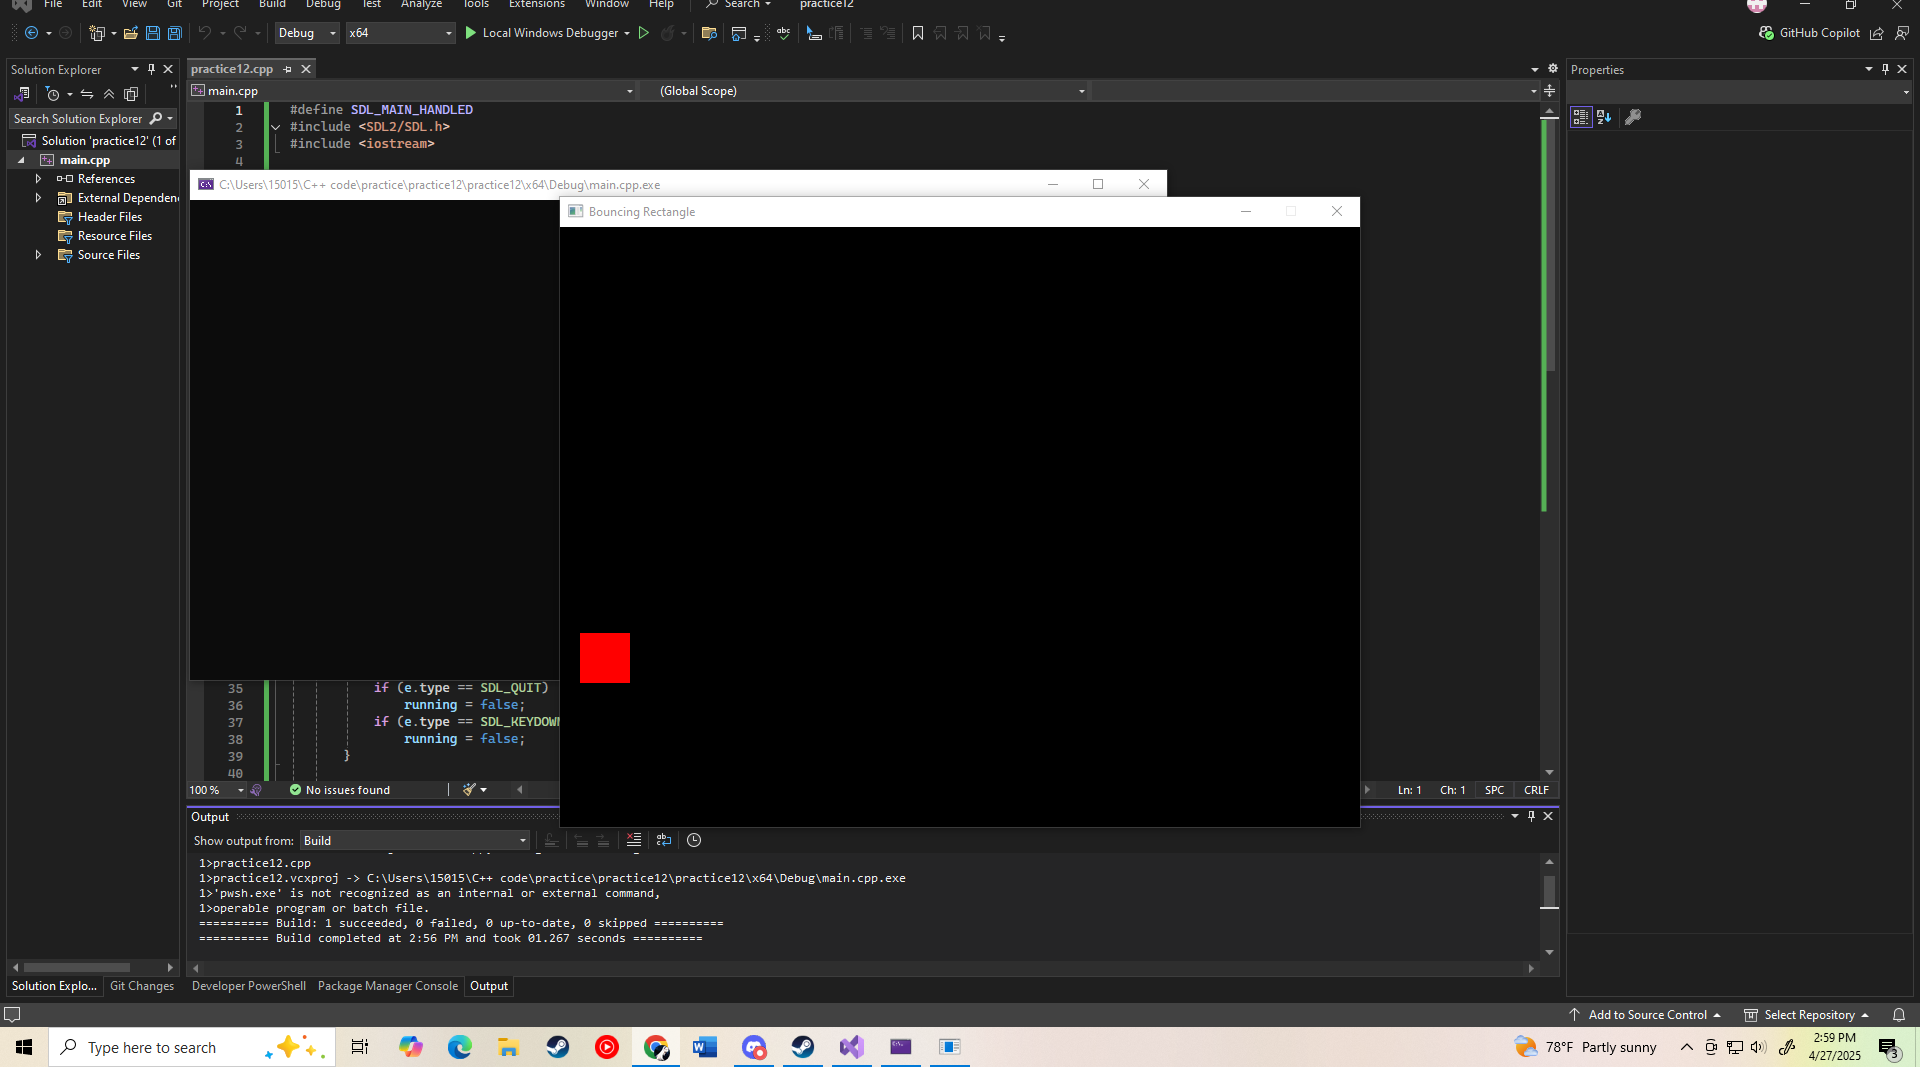 File Edit View Git Project Build Debug Test Analyze Tools Extensions Window Help Search practice12
Debug x64 Local Windows Debugger GitHub Copilot
Solution Explorer
Search Solution Explorer
Solution 'practice12' (1 of
main.cpp
References
External Dependen
Header Files
Resource Files
Source Files
practice12.cpp
main.cpp (Global Scope)
1 #define SDL_MAIN_HANDLED
2 #include <SDL2/SDL.h>
3 #include <iostream>
4
C:\Users\15015\C++ code\practice\practice12\practice12\x64\Debug\main.cpp.exe
Bouncing Rectangle
35 if (e.type == SDL_QUIT)
36 running = false;
37 if (e.type == SDL_KEYDOWN
38 running = false;
39 }
40
100 % No issues found Ln: 1 Ch: 1 SPC CRLF
Output
Show output from: Build
1>practice12.cpp
1>practice12.vcxproj -> C:\Users\15015\C++ code\practice\practice12\practice12\x64\Debug\main.cpp.exe
1>'pwsh.exe' is not recognized as an internal or external command,
1>operable program or batch file.
========== Build: 1 succeeded, 0 failed, 0 up-to-date, 0 skipped ==========
========== Build completed at 2:56 PM and took 01.267 seconds ==========
Solution Explo... Git Changes Developer PowerShell Package Manager Console Output
Properties
Add to Source Control Select Repository
Type here to search
78°F Partly sunny
2:59 PM
4/27/2025
3